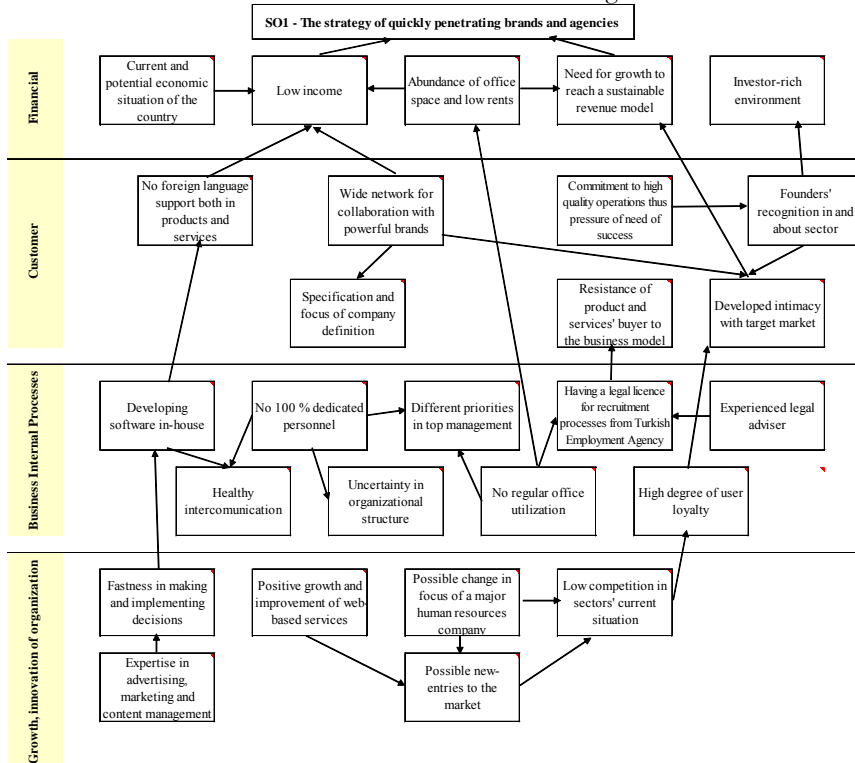 SO1 - The strategy of quickly penetrating brands and agencies
Financial
Current and
potential economic
situation of the
country
Low income
Abundance of office
space and low rents
Need for growth to
reach a sustainable
revenue model
Investor-rich
environment
Customer
No foreign language
support both in
products and
services
Wide network for
collaboration with
powerful brands
Commitment to high
quality operations thus
pressure of need of
success
Founders'
recognition in and
about sector
Specification and
focus of company
definition
Resistance of
product and
services' buyer to
the business model
Developed intimacy
with target market
Business Internal Processes
Developing
software in-house
No 100 % dedicated
personnel
Different priorities
in top management
Having a legal licence
for recruitment
processes from Turkish
Employment Agency
Experienced legal
adviser
Healthy
intercomunication
Uncertainty in
organizational
structure
No regular office
utilization
High degree of user
loyalty
Growth, innovation of organization
Fastness in making
and implementing
decisions
Positive growth and
improvement of web-
based services
Possible change in
focus of a major
human resources
company
Low competition in
sectors' current
situation
Expertise in
advertising,
marketing and
content management
Possible new-
entries to the
market